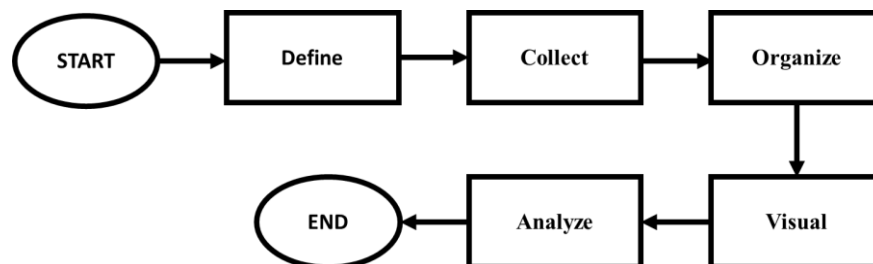 START
Define
Collect
Organize
Visual
Analyze
END